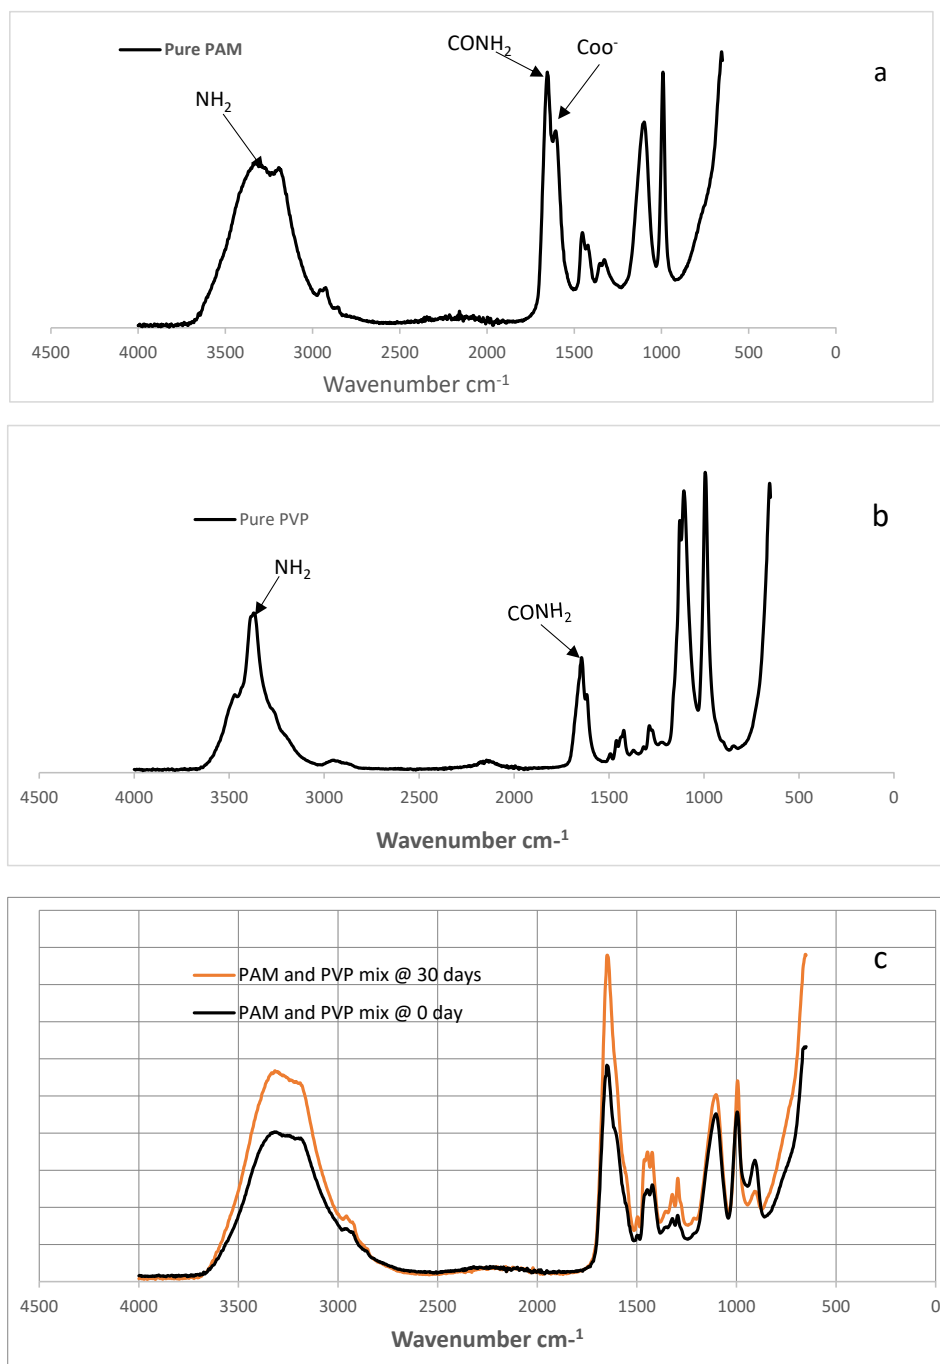 Pure PAM
CONH₂
Coo⁻
a
NH₂
4500 4000 3500 3000 2500 2000 1500 1000 500 0
Wavenumber cm⁻¹
Pure PVP
b
NH₂
CONH₂
4500 4000 3500 3000 2500 2000 1500 1000 500 0
Wavenumber cm-¹
c
PAM and PVP mix @ 30 days
PAM and PVP mix @ 0 day
4500 4000 3500 3000 2500 2000 1500 1000 500 0
Wavenumber cm-¹